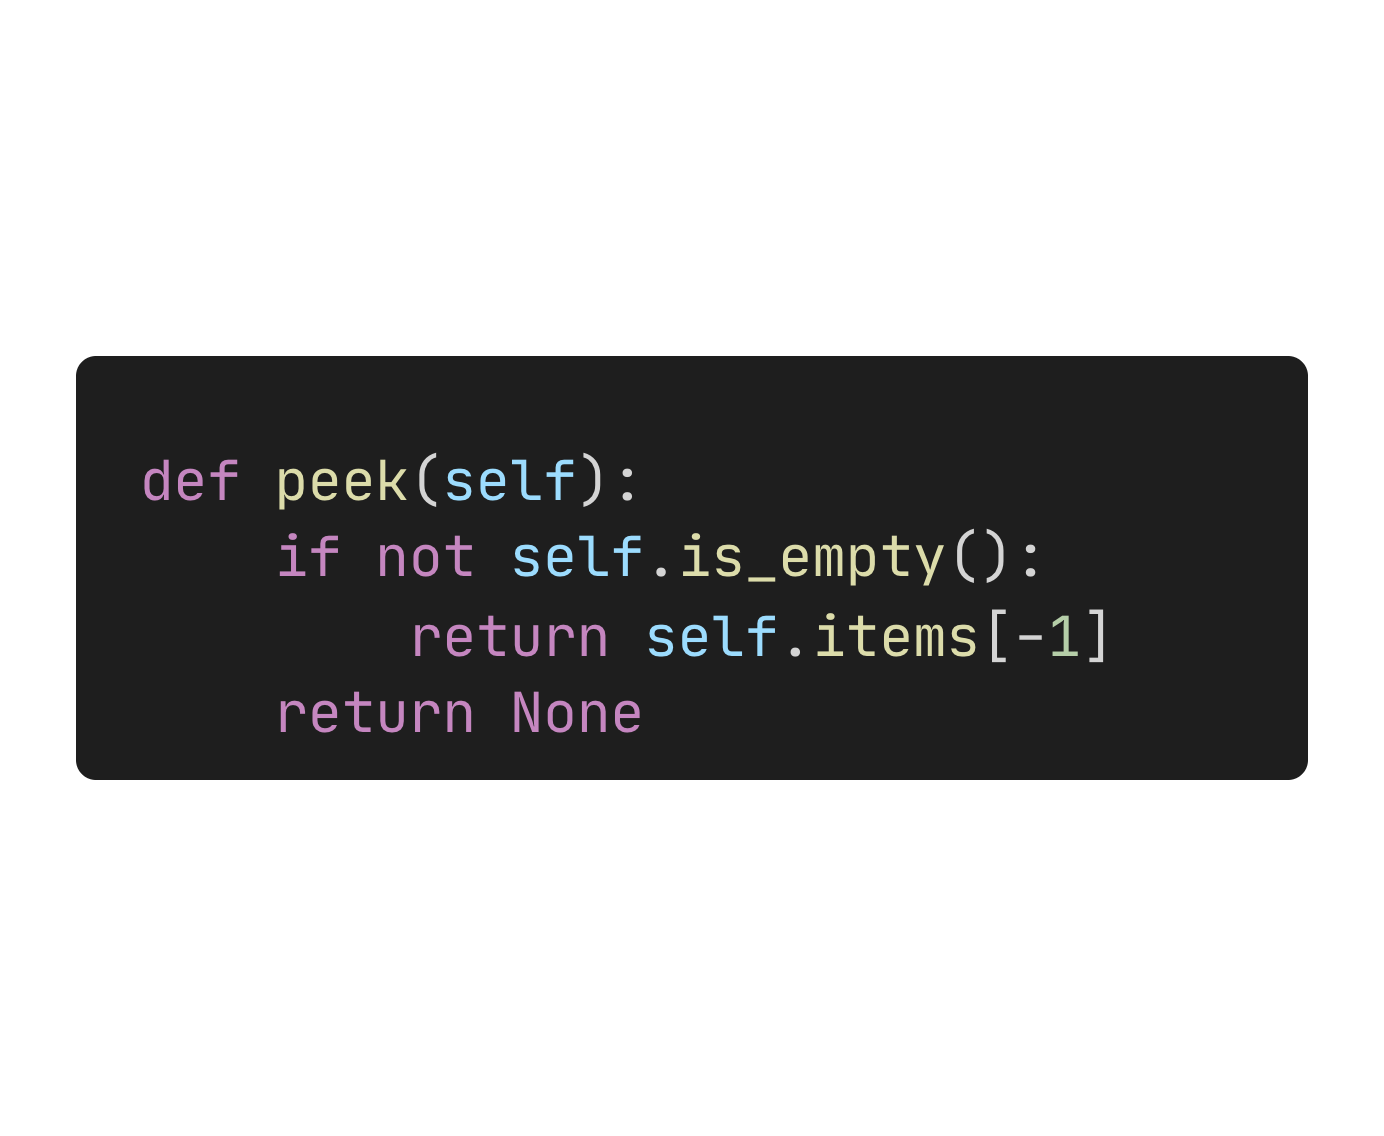 def peek(self):
    if not self.is_empty():
        return self.items[-1]
    return None